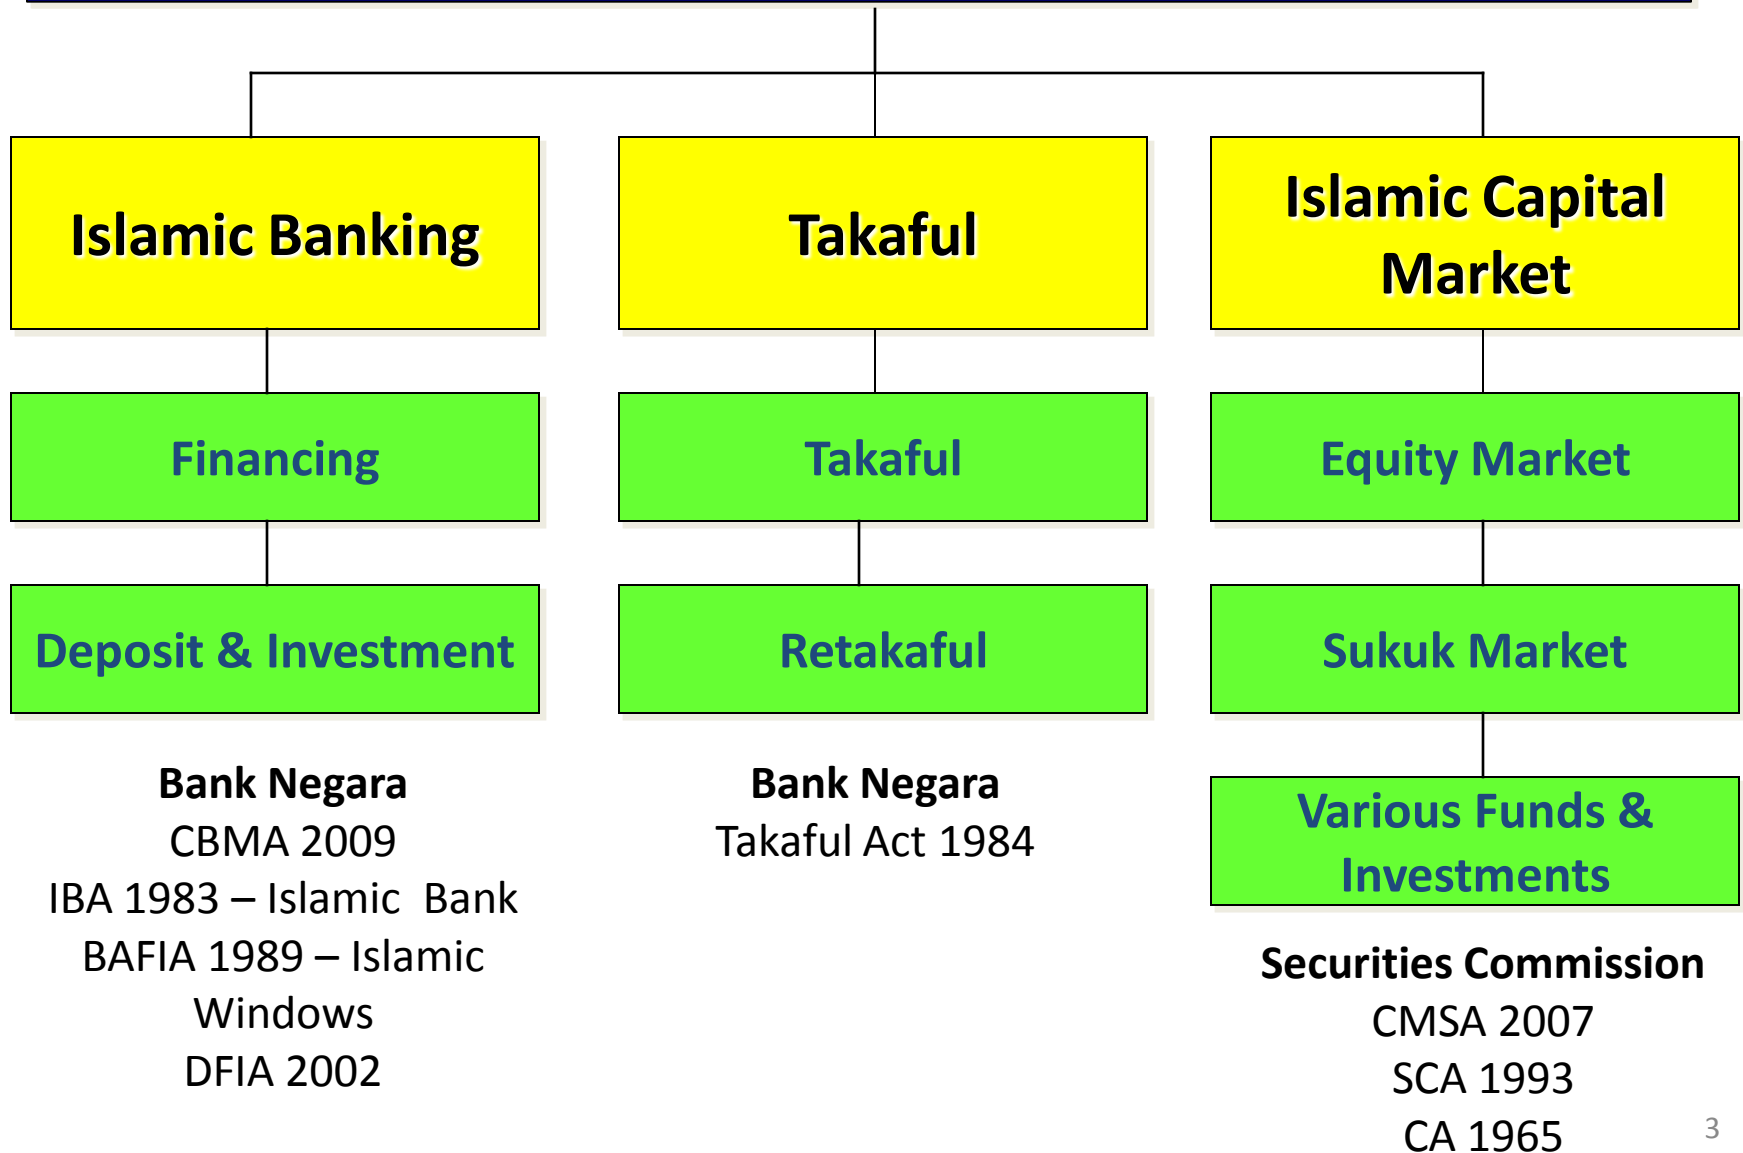 Islamic Banking
Takaful
Islamic Capital
Market
Financing
Takaful
Equity Market
Deposit & Investment
Retakaful
Sukuk Market
Various Funds &
Investments
Bank Negara
CBMA 2009
IBA 1983 – Islamic  Bank
BAFIA 1989 – Islamic
Windows
DFIA 2002
Bank Negara
Takaful Act 1984
Securities Commission
CMSA 2007
SCA 1993
CA 1965
3